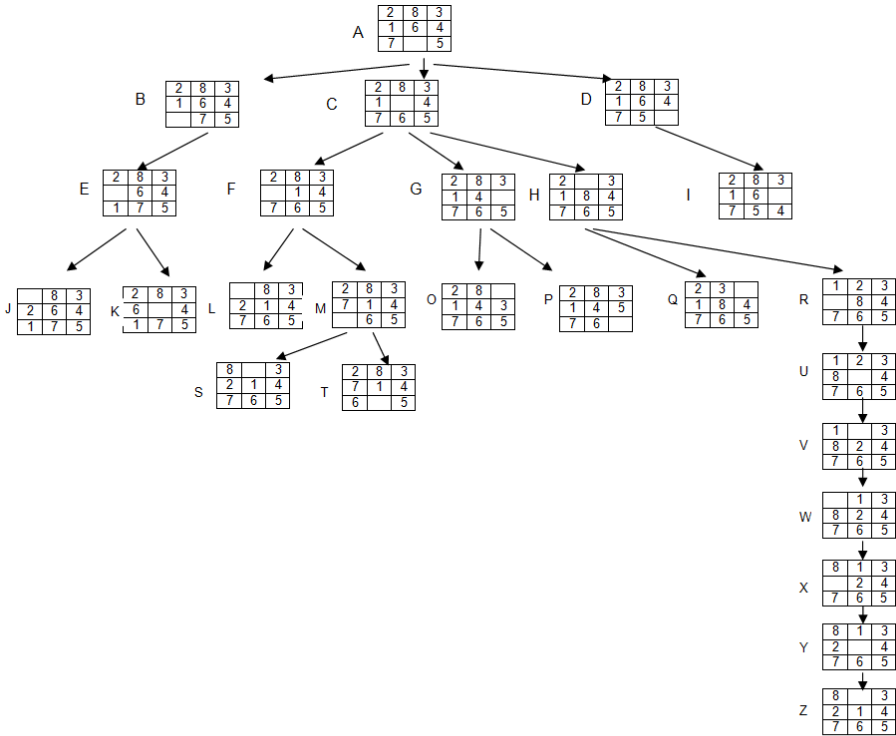 A
2 8 3
1 6 4
7 5
B
2 8 3
1 6 4
7 5
C
2 8 3
1 4
7 6 5
D
2 8 3
1 6 4
7 5
E
2 8 3
6 4
1 7 5
F
2 8 3
1 4
7 6 5
G
2 8 3
1 4
7 6 5
H
2 3
1 8 4
7 6 5
I
2 8 3
1 6
7 5 4
J
8 3
2 6 4
1 7 5
K
2 8 3
6 4
1 7 5
L
8 3
2 1 4
7 6 5
M
2 8 3
7 1 4
6 5
O
2 8
1 4 3
7 6 5
P
2 8 3
1 4 5
7 6
Q
2 3
1 8 4
7 6 5
R
1 2 3
8 4
7 6 5
S
8 3
2 1 4
7 6 5
T
2 8 3
7 1 4
6 5
U
1 2 3
8 4
7 6 5
V
1 3
8 2 4
7 6 5
W
1 3
8 2 4
7 6 5
X
8 1 3
2 4
7 6 5
Y
8 1 3
2 4
7 6 5
Z
8 3
2 1 4
7 6 5